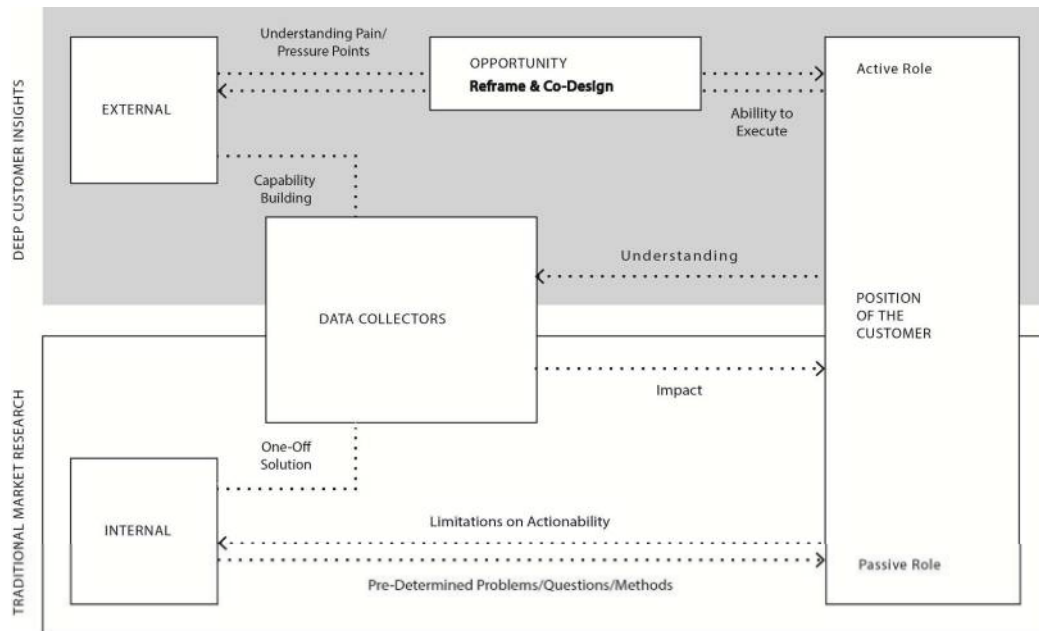 DEEP CUSTOMER INSIGHTS
Understanding Pain/
Pressure Points
EXTERNAL
OPPORTUNITY
Reframe & Co-Design
Active Role
Abillity to
Execute
Capability
Building
Understanding
DATA COLLECTORS
POSITION
OF THE
CUSTOMER
Impact
TRADITIONAL MARKET RESEARCH
One-Off
Solution
INTERNAL
Limitations on Actionability
Passive Role
Pre-Determined Problems/Questions/Methods